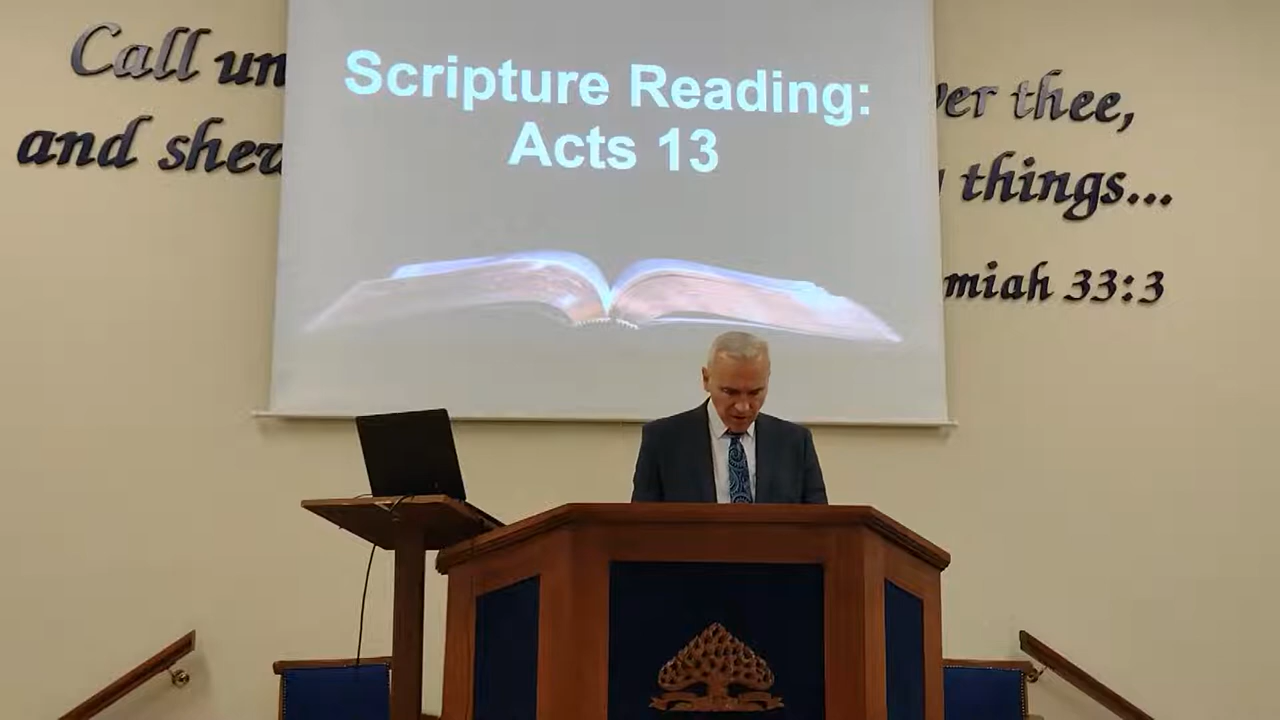 Call un
and shew
Scripture Reading:
Acts 13
ver thee,
things...
miah 33:3